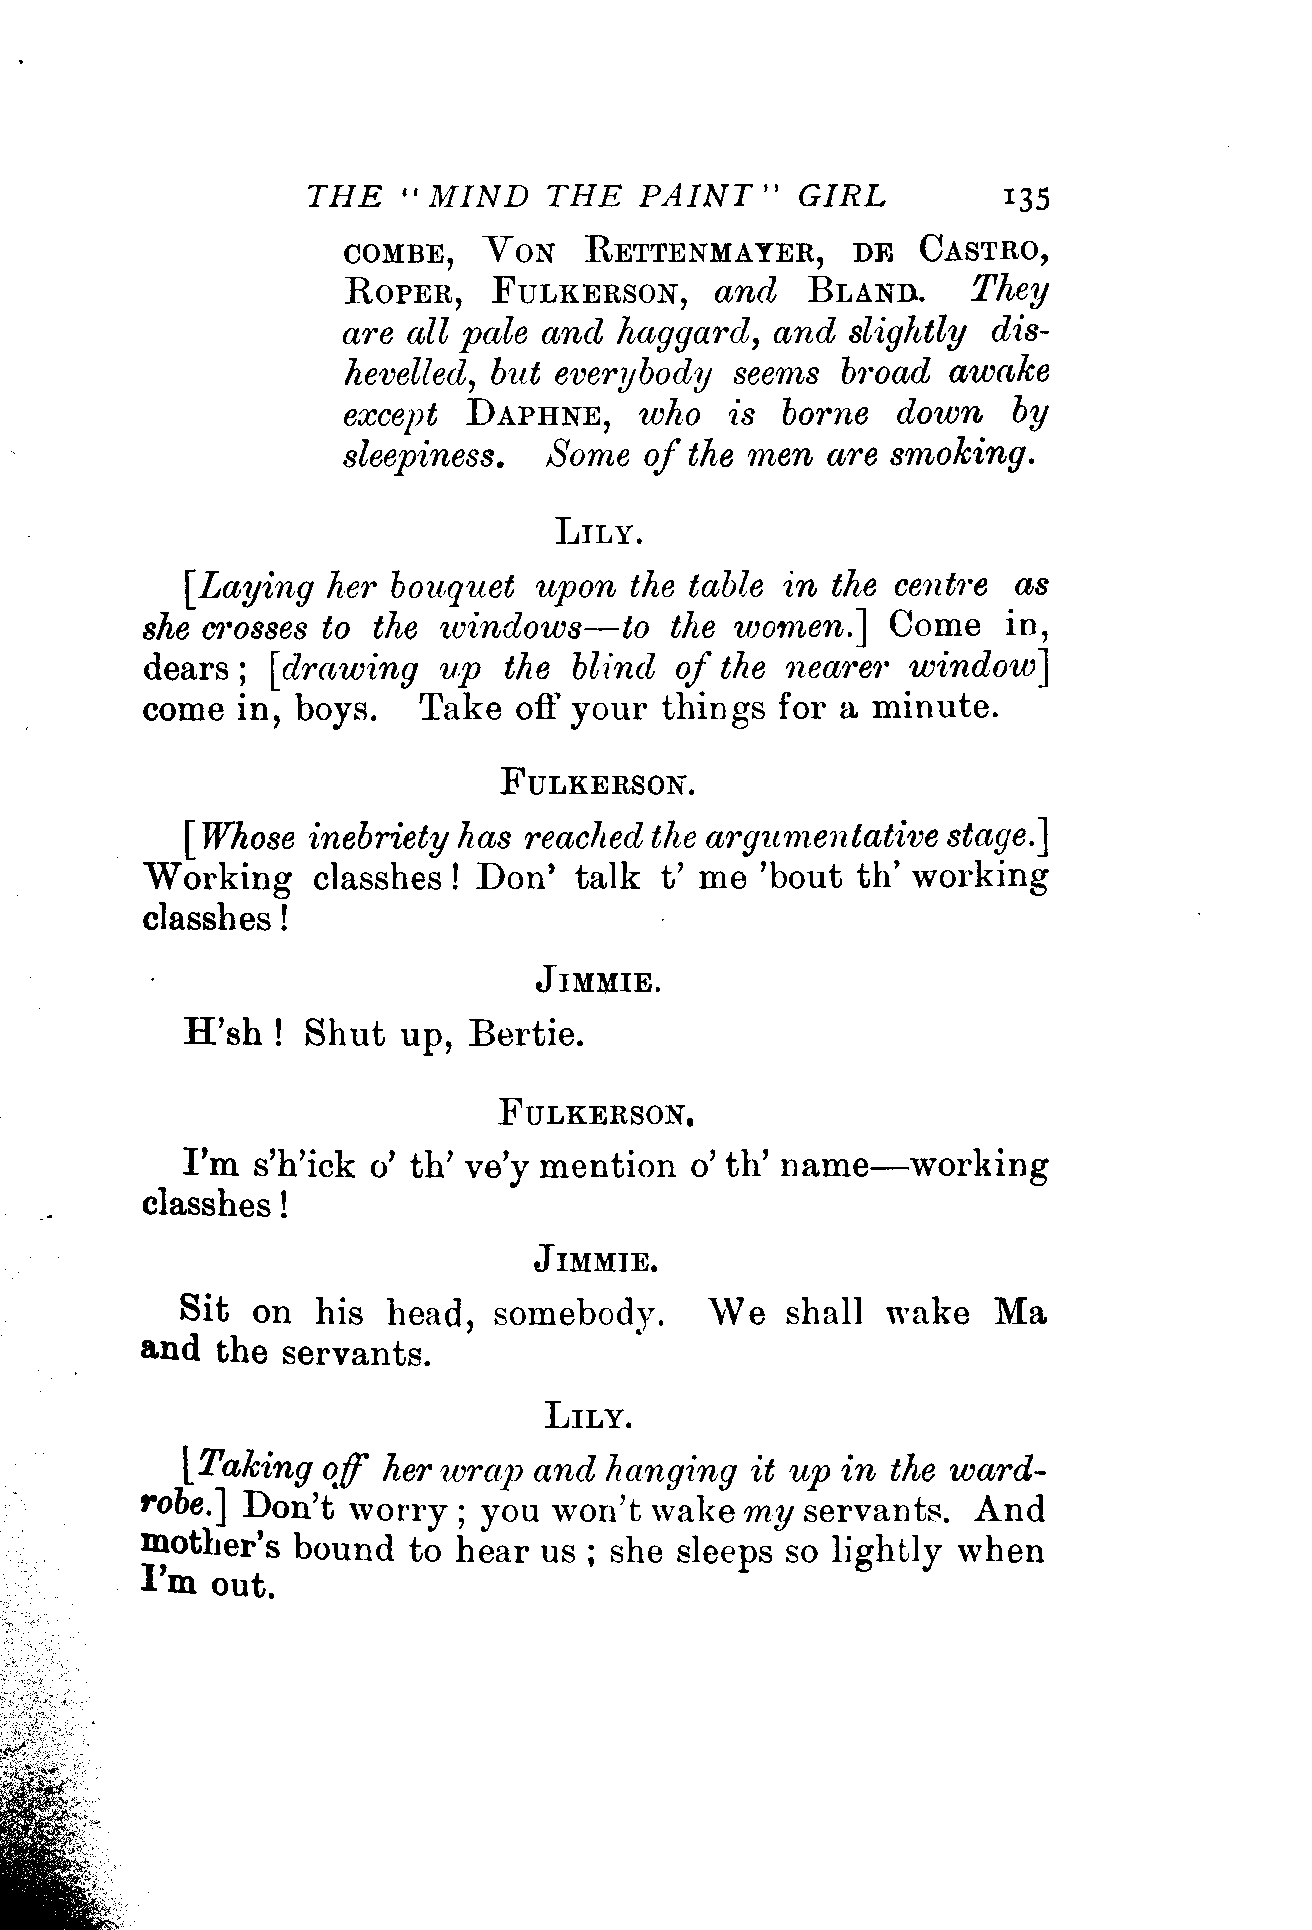 THE "MIND THE PAINT" GIRL 135
COMBE, VON RETTENMAYER, DE CASTRO,
ROPER, FULKERSON, and BLAND. They
are all pale and haggard, and slightly dis-
hevelled, but everybody seems broad awake
except DAPHNE, who is borne down by
sleepiness. Some of the men are smoking.
LILY.
[Laying her bouquet upon the table in the centre as
she crosses to the windows—to the women.] Come in,
dears; [drawing up the blind of the nearer window]
come in, boys. Take off your things for a minute.
FULKERSON.
[Whose inebriety has reached the argumentative stage.]
Working classhes! Don' talk t' me 'bout th' working
classhes!
JIMMIE.
H'sh! Shut up, Bertie.
FULKERSON.
I'm s'h'ick o' th' ve'y mention o' th' name—working
classhes!
JIMMIE.
Sit on his head, somebody. We shall wake Ma
and the servants.
LILY.
[Taking off her wrap and hanging it up in the ward-
robe.] Don't worry; you won't wake my servants. And
mother's bound to hear us; she sleeps so lightly when
I'm out.